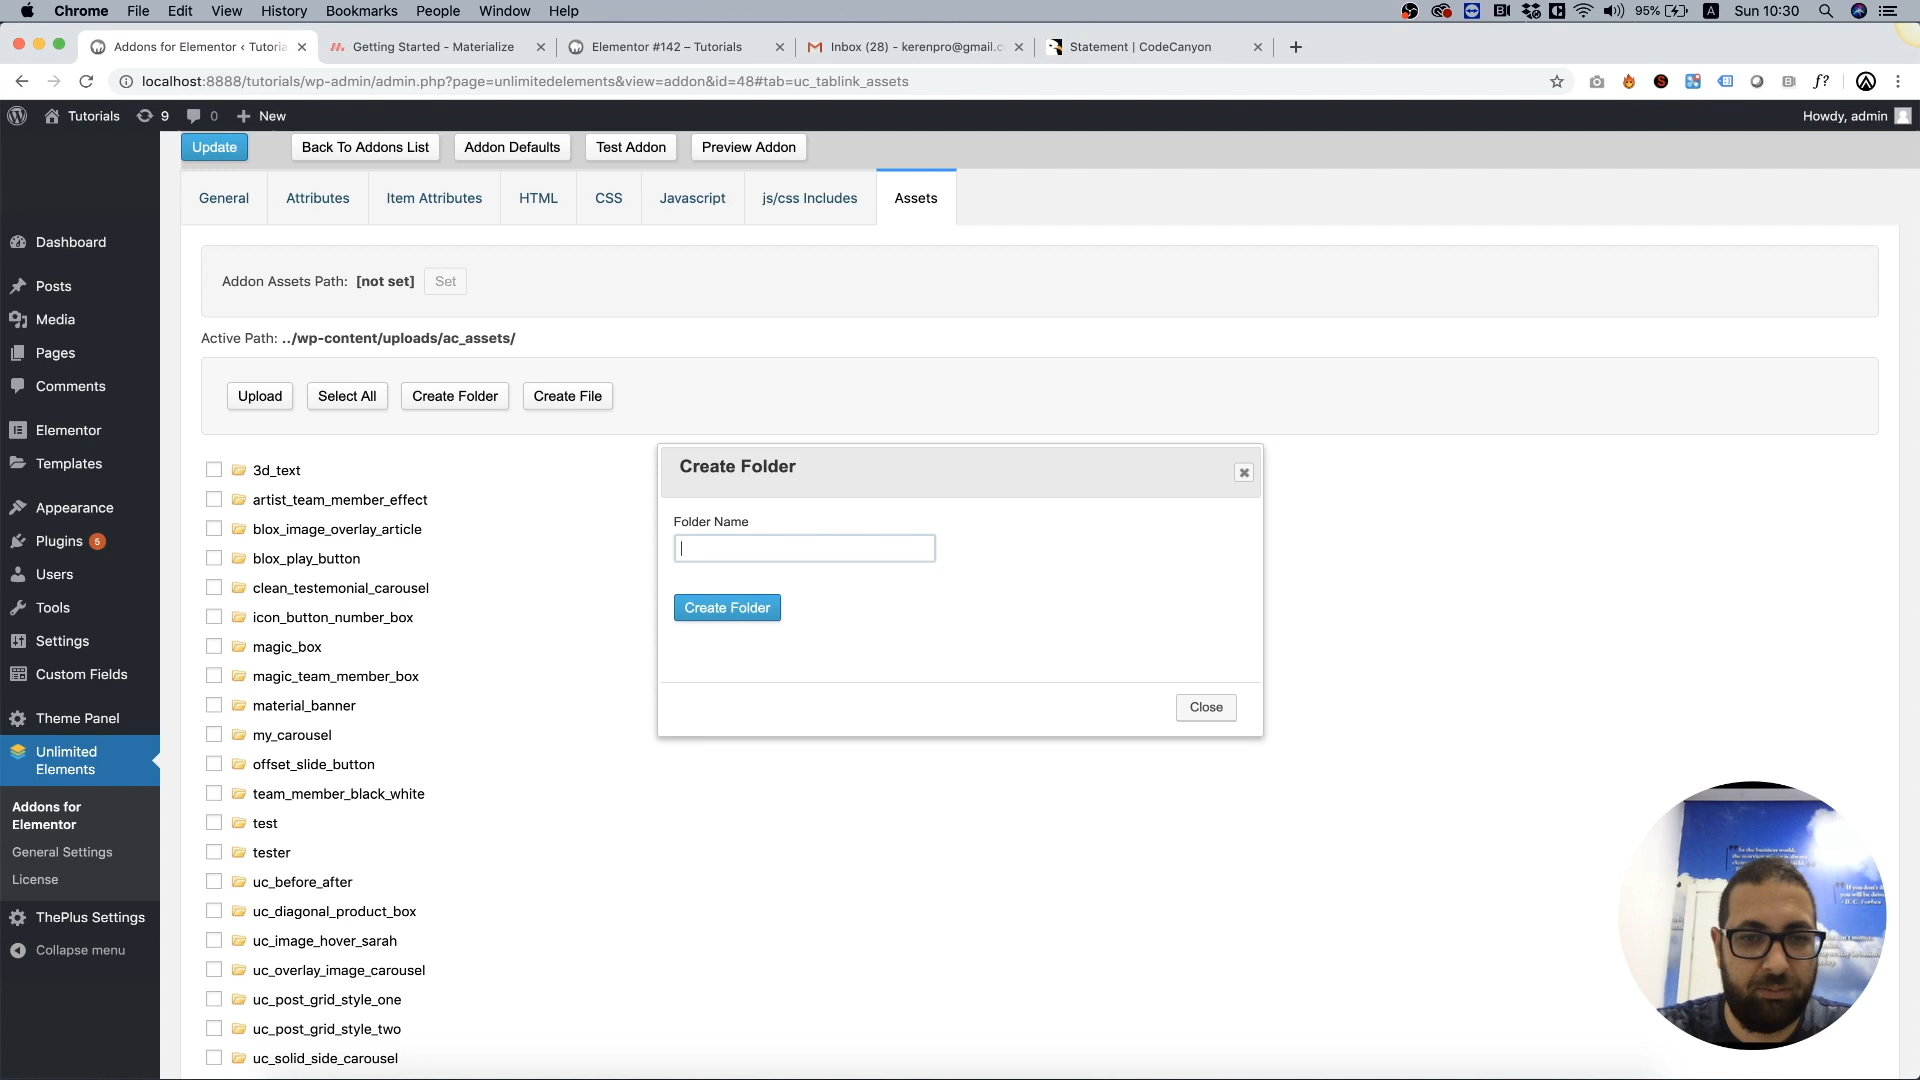 Chrome File Edit View History Bookmarks People Window Help
95% A Sun 10:30
Addons for Elementor ‹ Tutoria
Getting Started - Materialize
Elementor #142 – Tutorials
Inbox (28) - kerenpro@gmail.c
Statement | CodeCanyon
localhost:8888/tutorials/wp-admin/admin.php?page=unlimitedelements&view=addon&id=48#tab=uc_tablink_assets
Tutorials 9 0 New
Howdy, admin
Update Back To Addons List Addon Defaults Test Addon Preview Addon
General Attributes Item Attributes HTML CSS Javascript js/css Includes Assets
Dashboard
Posts
Media
Pages
Comments
Elementor
Templates
Appearance
Plugins 5
Users
Tools
Settings
Custom Fields
Theme Panel
Unlimited
Elements
Addons for
Elementor
General Settings
License
ThePlus Settings
Collapse menu
Addon Assets Path: [not set] Set
Active Path: ../wp-content/uploads/ac_assets/
Upload Select All Create Folder Create File
3d_text
artist_team_member_effect
blox_image_overlay_article
blox_play_button
clean_testemonial_carousel
icon_button_number_box
magic_box
magic_team_member_box
material_banner
my_carousel
offset_slide_button
team_member_black_white
test
tester
uc_before_after
uc_diagonal_product_box
uc_image_hover_sarah
uc_overlay_image_carousel
uc_post_grid_style_one
uc_post_grid_style_two
uc_solid_side_carousel
Create Folder
Folder Name
Create Folder
Close